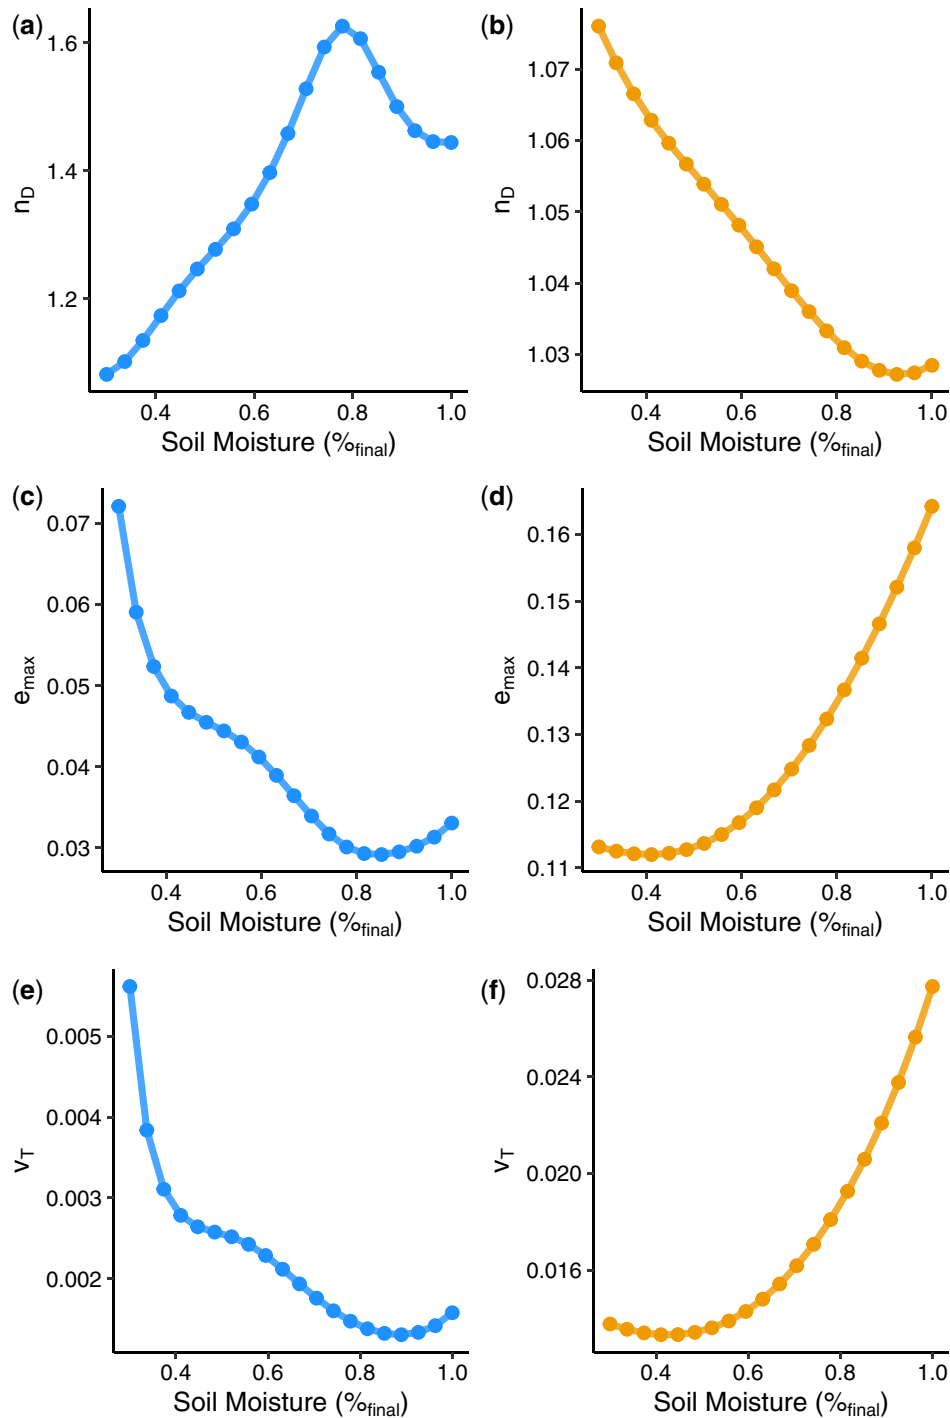 (a)
1.6
1.4
1.2
n_D
0.4 0.6 0.8 1.0
Soil Moisture (%_final)
(b)
1.07
1.06
1.05
1.04
1.03
n_D
0.4 0.6 0.8 1.0
Soil Moisture (%_final)
(c)
0.07
0.06
0.05
0.04
0.03
e_max
0.4 0.6 0.8 1.0
Soil Moisture (%_final)
(d)
0.16
0.15
0.14
0.13
0.12
0.11
e_max
0.4 0.6 0.8 1.0
Soil Moisture (%_final)
(e)
0.005
0.004
0.003
0.002
v_T
0.4 0.6 0.8 1.0
Soil Moisture (%_final)
(f)
0.028
0.024
0.020
0.016
v_T
0.4 0.6 0.8 1.0
Soil Moisture (%_final)